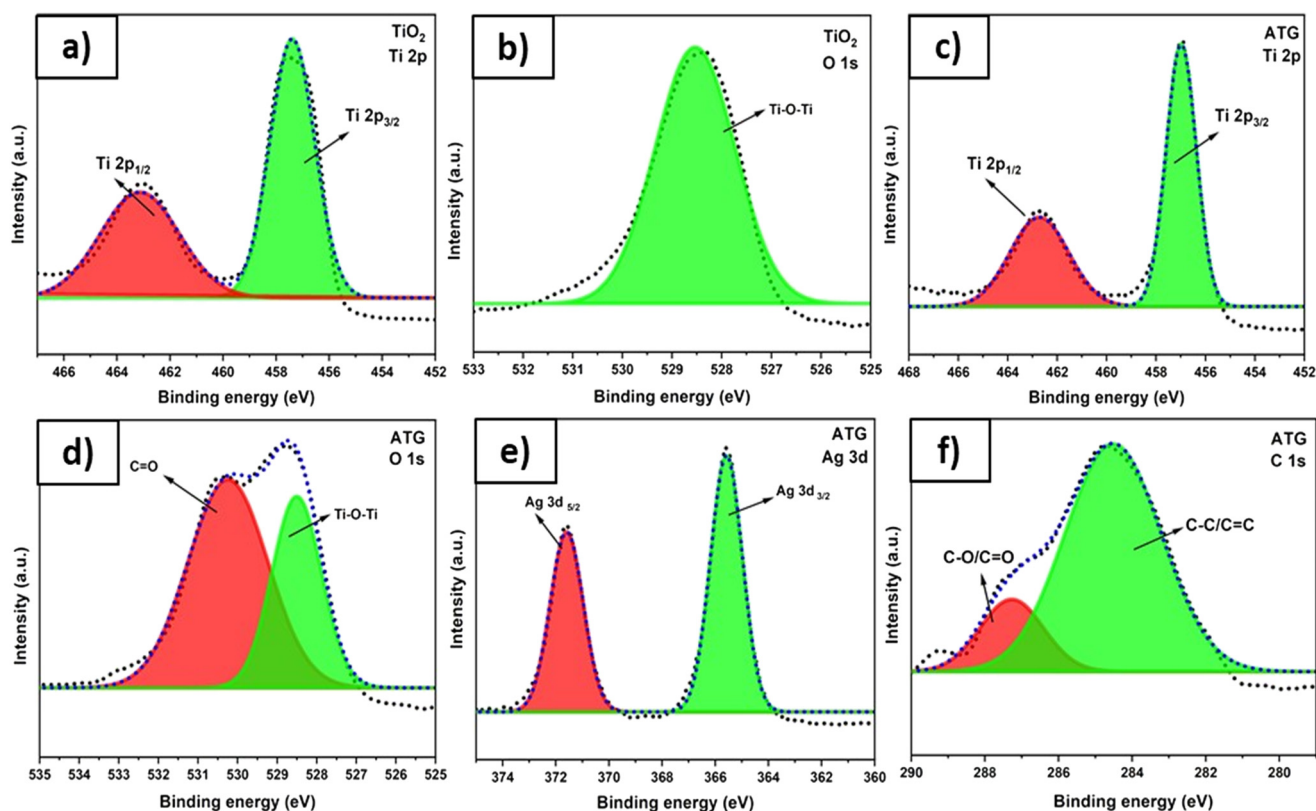 a)
TiO2
Ti 2p
Ti 2p3/2
Ti 2p1/2
Intensity (a.u.)
466 464 462 460 458 456 454 452
Binding energy (eV)
b)
TiO2
O 1s
Ti-O-Ti
Intensity (a.u.)
533 532 531 530 529 528 527 526 525
Binding energy (eV)
c)
ATG
Ti 2p
Ti 2p3/2
Ti 2p1/2
Intensity (a.u.)
468 466 464 462 460 458 456 454 452
Binding energy (eV)
d)
ATG
O 1s
C=O
Ti-O-Ti
Intensity (a.u.)
535 534 533 532 531 530 529 528 527 526 525
Binding energy (eV)
e)
ATG
Ag 3d
Ag 3d 5/2
Ag 3d 3/2
Intensity (a.u.)
374 372 370 368 366 364 362 360
Binding energy (eV)
f)
ATG
C 1s
C-C/C=C
C-O/C=O
Intensity (a.u.)
290 288 286 284 282 280
Binding energy (eV)